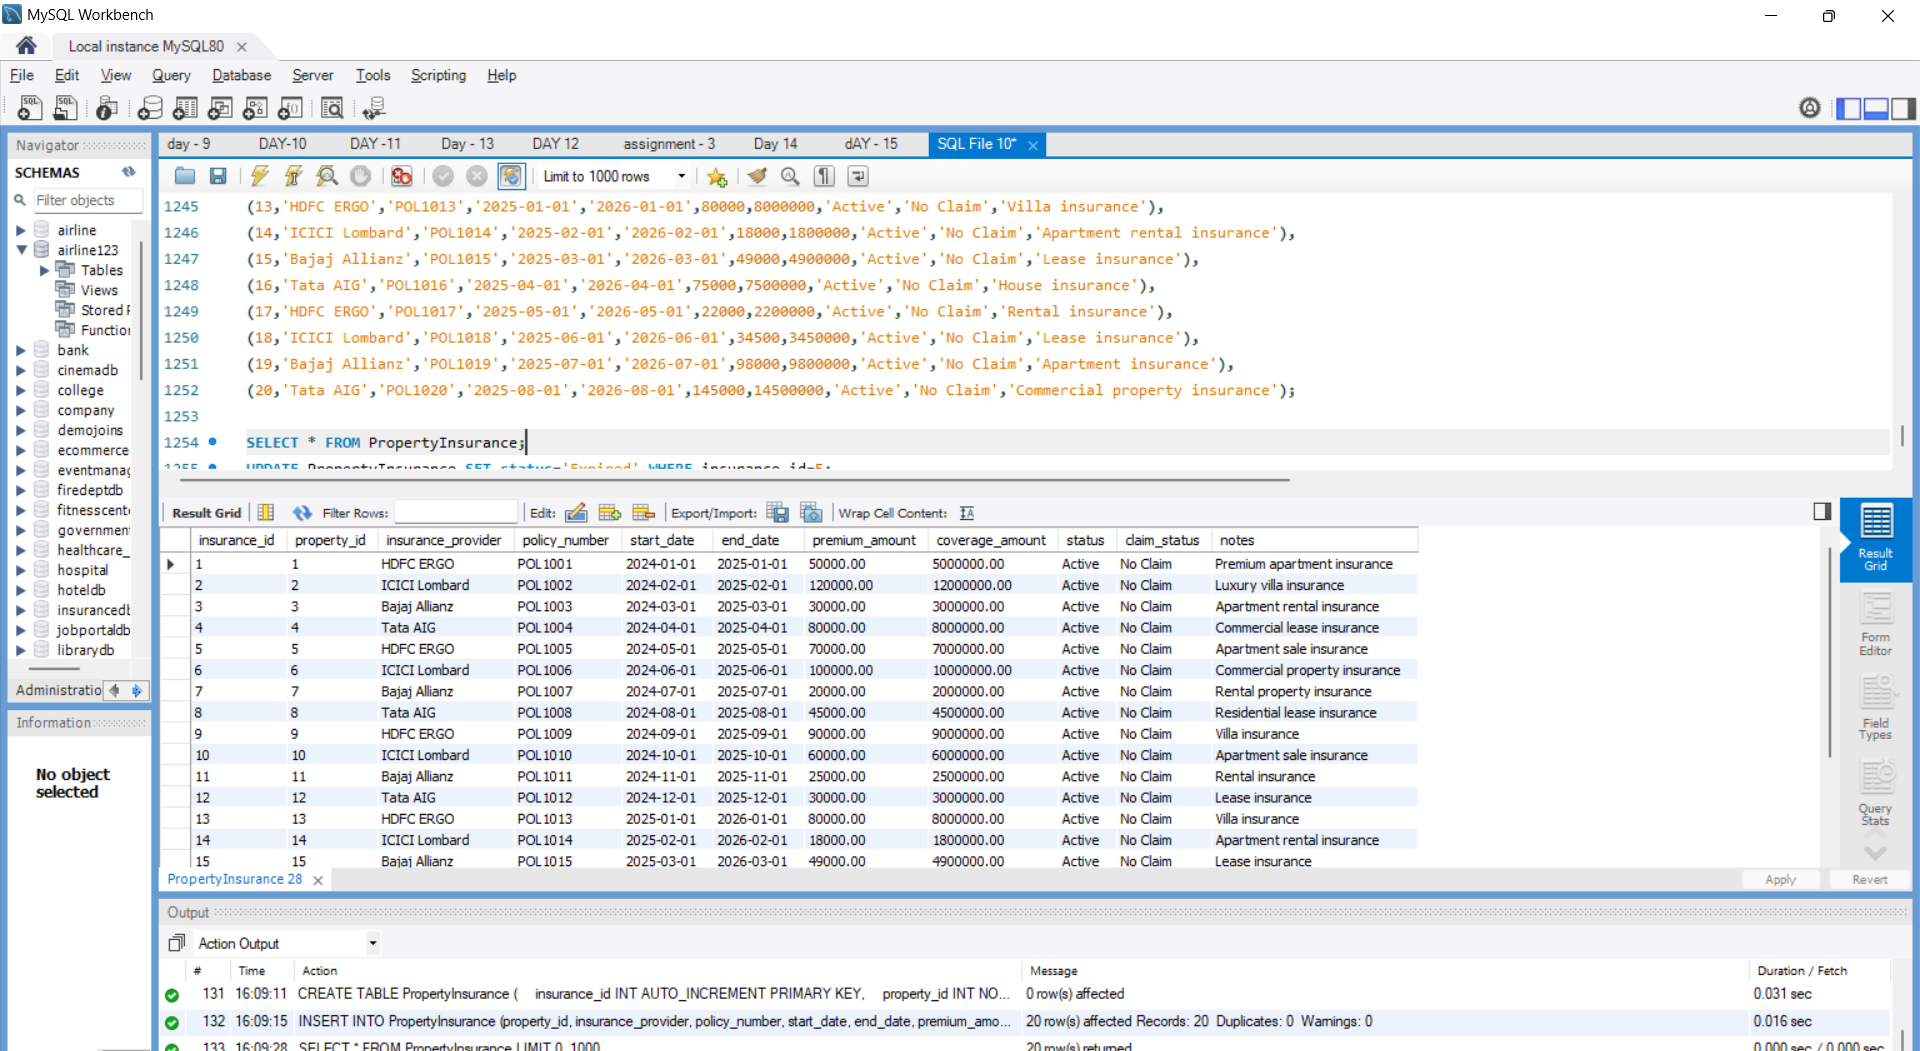 MySQL Workbench
Local instance MySQL80
File Edit View Query Database Server Tools Scripting Help
Navigator
SCHEMAS
Filter objects
airline
airline123
Tables
Views
Stored P
Function
bank
cinemadb
college
company
demojoins
ecommerce
eventmanag
firedeptdb
fitnesscente
government
healthcare_
hospital
hoteldb
insurancedb
jobportaldb
librarydb
Administratio
Information
No object
selected
day - 9 DAY-10 DAY -11 Day - 13 DAY 12 assignment - 3 Day 14 dAY - 15 SQL File 10*
Limit to 1000 rows
1245 (13,'HDFC ERGO','POL1013','2025-01-01','2026-01-01',80000,8000000,'Active','No Claim','Villa insurance'),
1246 (14,'ICICI Lombard','POL1014','2025-02-01','2026-02-01',18000,1800000,'Active','No Claim','Apartment rental insurance'),
1247 (15,'Bajaj Allianz','POL1015','2025-03-01','2026-03-01',49000,4900000,'Active','No Claim','Lease insurance'),
1248 (16,'Tata AIG','POL1016','2025-04-01','2026-04-01',75000,7500000,'Active','No Claim','House insurance'),
1249 (17,'HDFC ERGO','POL1017','2025-05-01','2026-05-01',22000,2200000,'Active','No Claim','Rental insurance'),
1250 (18,'ICICI Lombard','POL1018','2025-06-01','2026-06-01',34500,3450000,'Active','No Claim','Lease insurance'),
1251 (19,'Bajaj Allianz','POL1019','2025-07-01','2026-07-01',98000,9800000,'Active','No Claim','Apartment insurance'),
1252 (20,'Tata AIG','POL1020','2025-08-01','2026-08-01',145000,14500000,'Active','No Claim','Commercial property insurance');
1253
1254 SELECT * FROM PropertyInsurance;
1255 UPDATE PropertyInsurance SET status='Expired' WHERE insurance_id=5;
Result Grid Filter Rows: Edit: Export/Import: Wrap Cell Content:
insurance_id property_id insurance_provider policy_number start_date end_date premium_amount coverage_amount status claim_status notes
1 1 HDFC ERGO POL1001 2024-01-01 2025-01-01 50000.00 5000000.00 Active No Claim Premium apartment insurance
2 2 ICICI Lombard POL1002 2024-02-01 2025-02-01 120000.00 12000000.00 Active No Claim Luxury villa insurance
3 3 Bajaj Allianz POL1003 2024-03-01 2025-03-01 30000.00 3000000.00 Active No Claim Apartment rental insurance
4 4 Tata AIG POL1004 2024-04-01 2025-04-01 80000.00 8000000.00 Active No Claim Commercial lease insurance
5 5 HDFC ERGO POL1005 2024-05-01 2025-05-01 70000.00 7000000.00 Active No Claim Apartment sale insurance
6 6 ICICI Lombard POL1006 2024-06-01 2025-06-01 100000.00 10000000.00 Active No Claim Commercial property insurance
7 7 Bajaj Allianz POL1007 2024-07-01 2025-07-01 20000.00 2000000.00 Active No Claim Rental property insurance
8 8 Tata AIG POL1008 2024-08-01 2025-08-01 45000.00 4500000.00 Active No Claim Residential lease insurance
9 9 HDFC ERGO POL1009 2024-09-01 2025-09-01 90000.00 9000000.00 Active No Claim Villa insurance
10 10 ICICI Lombard POL1010 2024-10-01 2025-10-01 60000.00 6000000.00 Active No Claim Apartment sale insurance
11 11 Bajaj Allianz POL1011 2024-11-01 2025-11-01 25000.00 2500000.00 Active No Claim Rental insurance
12 12 Tata AIG POL1012 2024-12-01 2025-12-01 30000.00 3000000.00 Active No Claim Lease insurance
13 13 HDFC ERGO POL1013 2025-01-01 2026-01-01 80000.00 8000000.00 Active No Claim Villa insurance
14 14 ICICI Lombard POL1014 2025-02-01 2026-02-01 18000.00 1800000.00 Active No Claim Apartment rental insurance
15 15 Bajaj Allianz POL1015 2025-03-01 2026-03-01 49000.00 4900000.00 Active No Claim Lease insurance
Result
Grid
Form
Editor
Field
Types
Query
Stats
PropertyInsurance 28
Apply Revert
Output
Action Output
# Time Action Message Duration / Fetch
131 16:09:11 CREATE TABLE PropertyInsurance ( insurance_id INT AUTO_INCREMENT PRIMARY KEY, property_id INT NO... 0 row(s) affected 0.031 sec
132 16:09:15 INSERT INTO PropertyInsurance (property_id, insurance_provider, policy_number, start_date, end_date, premium_amo... 20 row(s) affected Records: 20 Duplicates: 0 Warnings: 0 0.016 sec
133 16:09:28 SELECT * FROM PropertyInsurance LIMIT 0, 1000 20 row(s) returned 0.000 sec / 0.000 sec